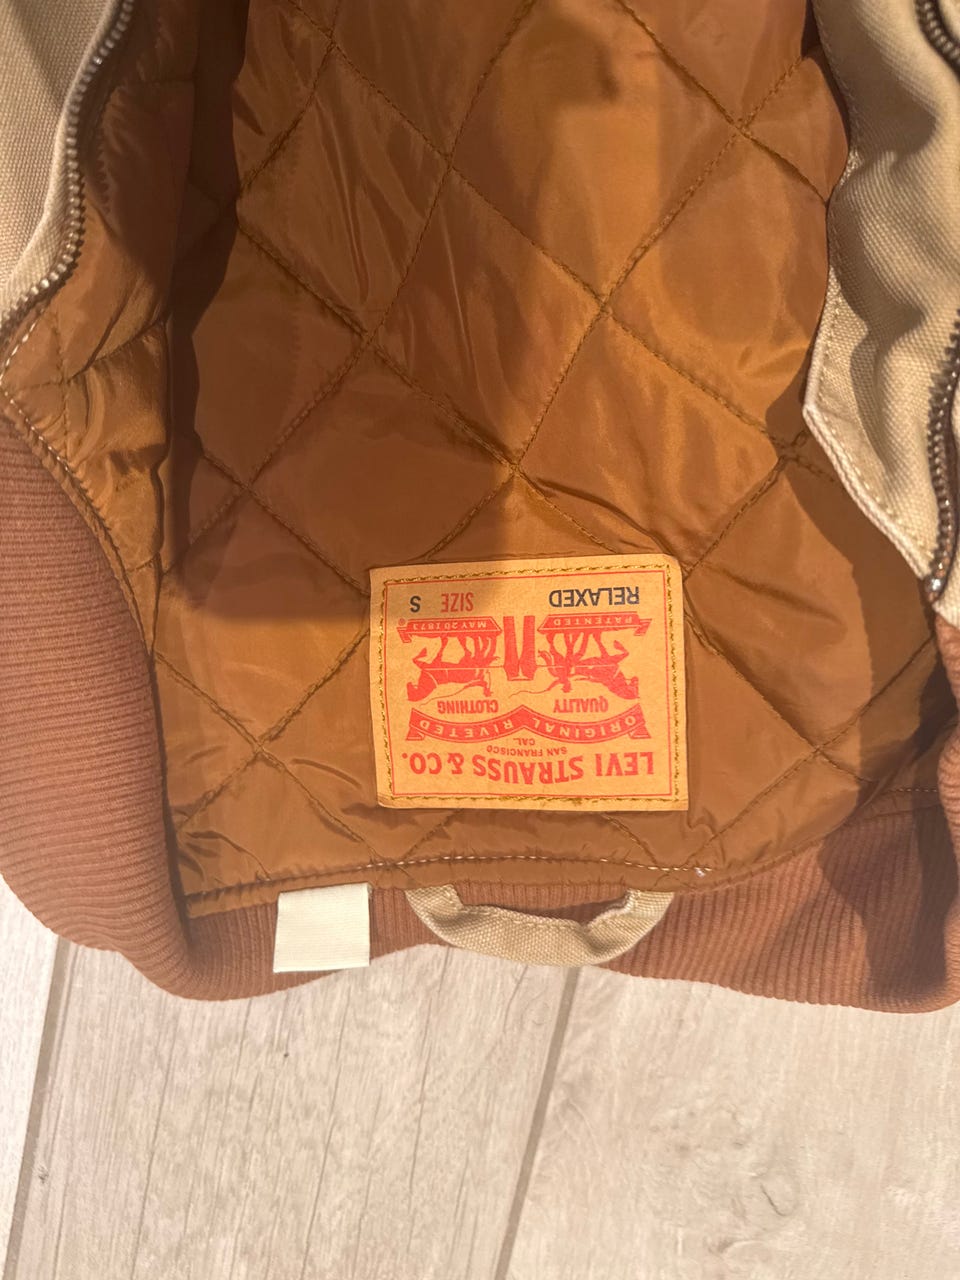 LEVI STRAUSS & CO.
SAN FRANCISCO
CAL.
ORIGINAL RIVETED
QUALITY CLOTHING
PATENTED MAY 20 1873
®
RELAXED SIZE S